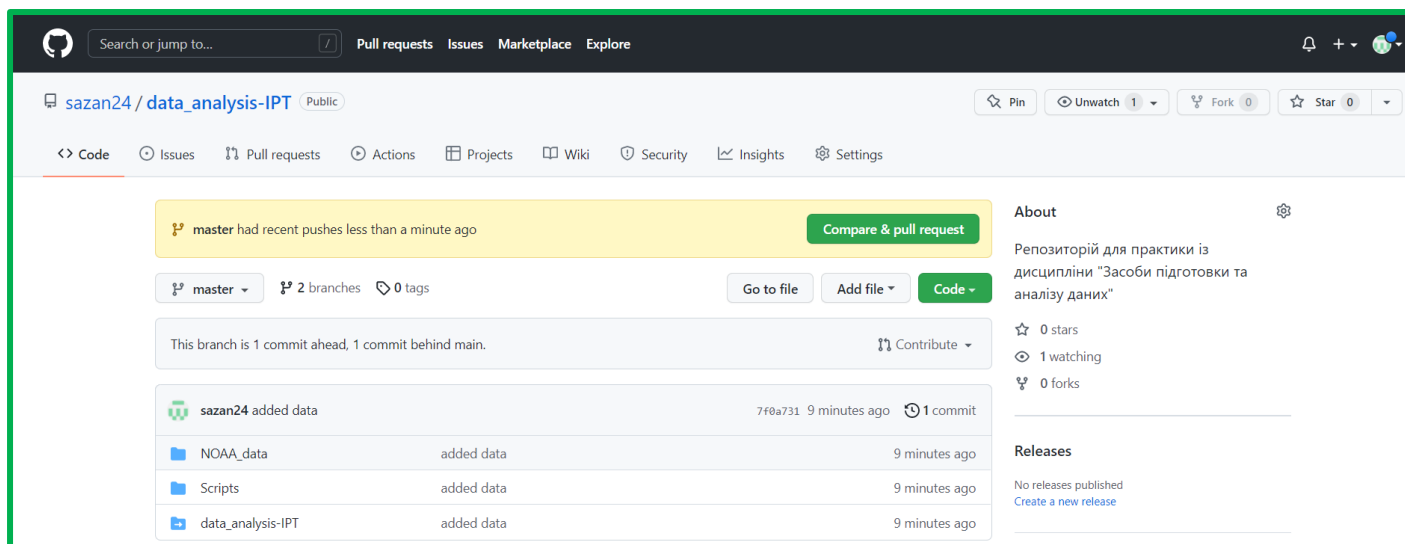 Search or jump to... / Pull requests Issues Marketplace Explore
sazan24 / data_analysis-IPT Public Pin Unwatch 1 Fork 0 Star 0
Code Issues Pull requests Actions Projects Wiki Security Insights Settings
master had recent pushes less than a minute ago Compare & pull request
master 2 branches 0 tags Go to file Add file Code
This branch is 1 commit ahead, 1 commit behind main. Contribute
sazan24 added data 7f0a731 9 minutes ago 1 commit
NOAA_data added data 9 minutes ago
Scripts added data 9 minutes ago
data_analysis-IPT added data 9 minutes ago
About
Репозиторій для практики із
дисципліни "Засоби підготовки та
аналізу даних"
0 stars
1 watching
0 forks
Releases
No releases published
Create a new release